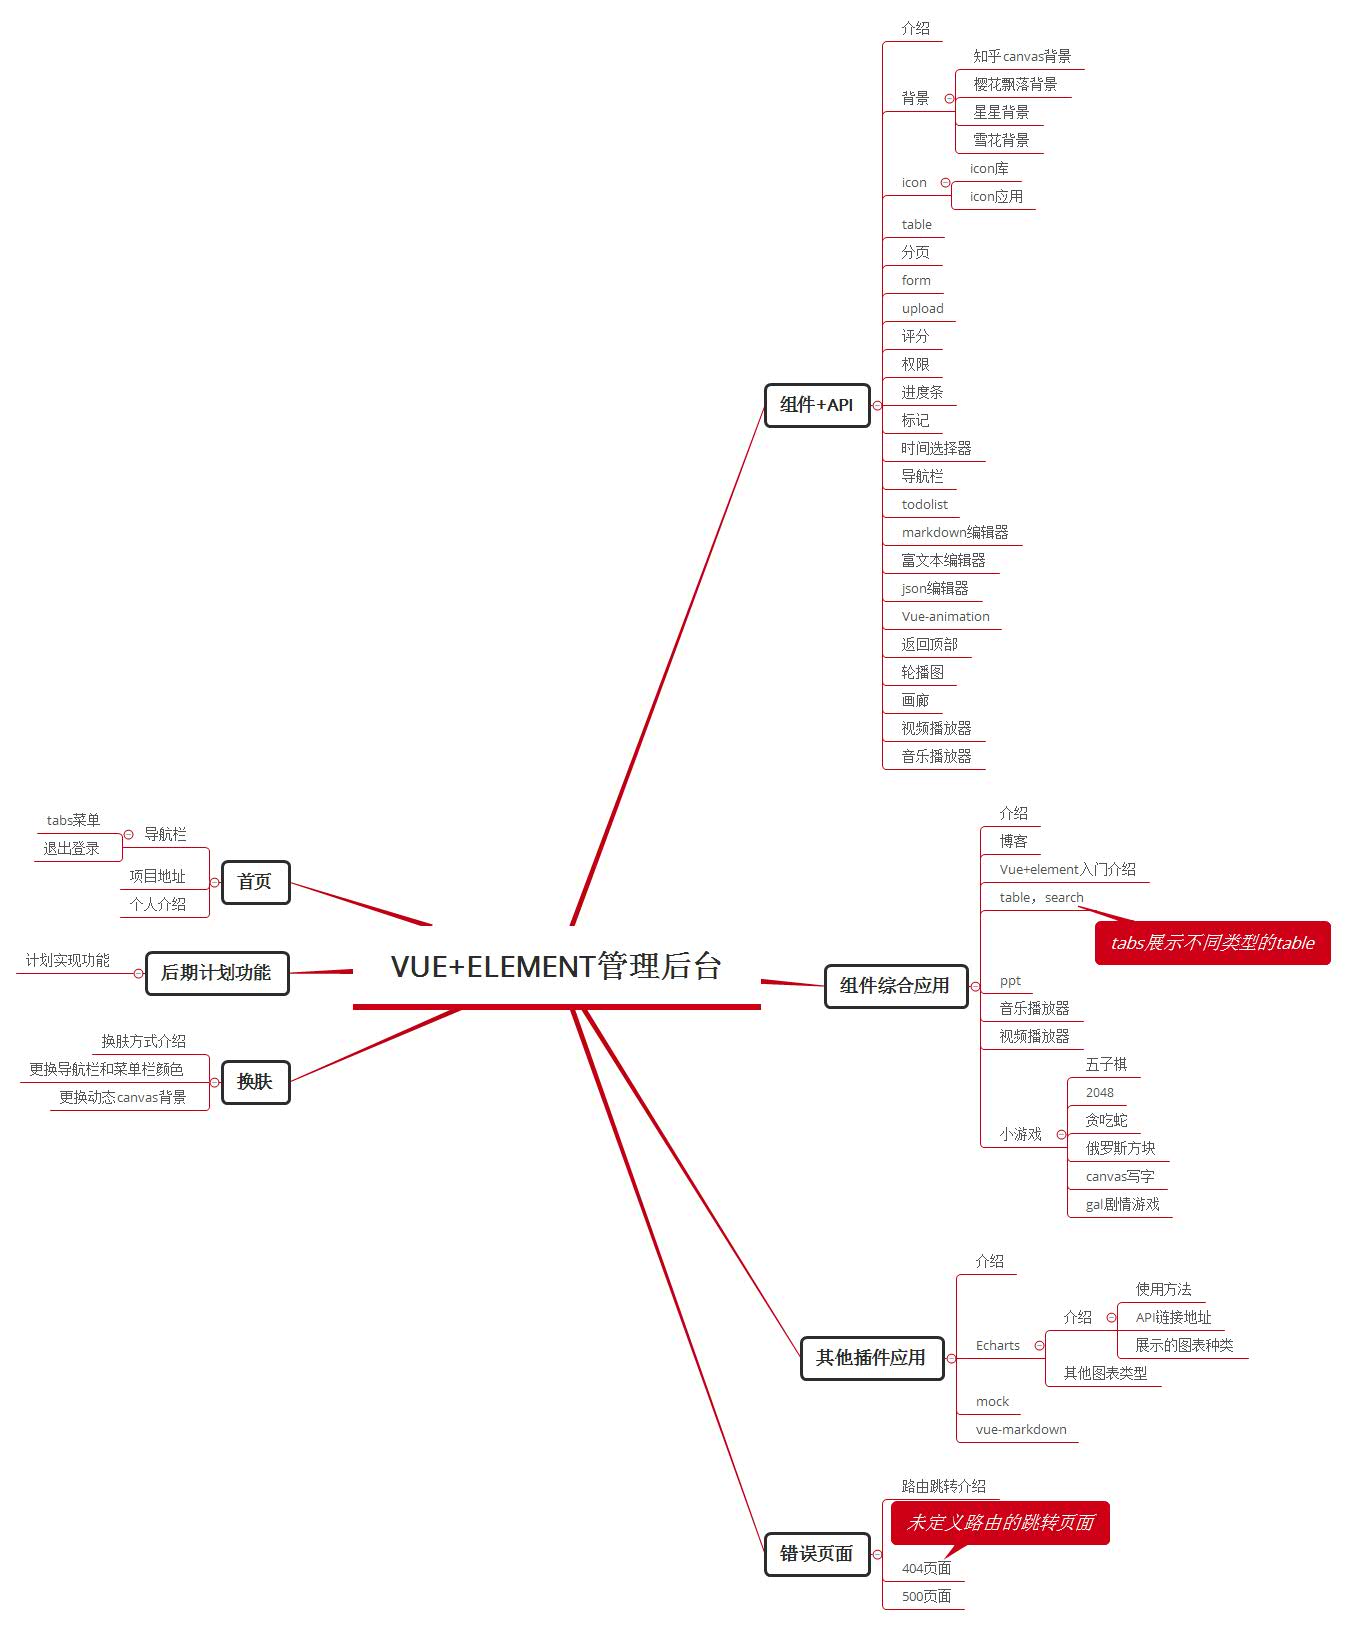 VUE+ELEMENT管理后台
组件+API
介绍
背景
知乎canvas背景
樱花飘落背景
星星背景
雪花背景
icon
icon库
icon应用
table
分页
form
upload
评分
权限
进度条
标记
时间选择器
导航栏
todolist
markdown编辑器
富文本编辑器
json编辑器
Vue-animation
返回顶部
轮播图
画廊
视频播放器
音乐播放器
组件综合应用
介绍
博客
Vue+element入门介绍
table，search
tabs展示不同类型的table
ppt
音乐播放器
视频播放器
小游戏
五子棋
2048
贪吃蛇
俄罗斯方块
canvas写字
gal剧情游戏
其他插件应用
介绍
Echarts
介绍
使用方法
API链接地址
展示的图表种类
其他图表类型
mock
vue-markdown
错误页面
路由跳转介绍
未定义路由的跳转页面
404页面
500页面
首页
导航栏
tabs菜单
退出登录
项目地址
个人介绍
后期计划功能
计划实现功能
换肤
换肤方式介绍
更换导航栏和菜单栏颜色
更换动态canvas背景